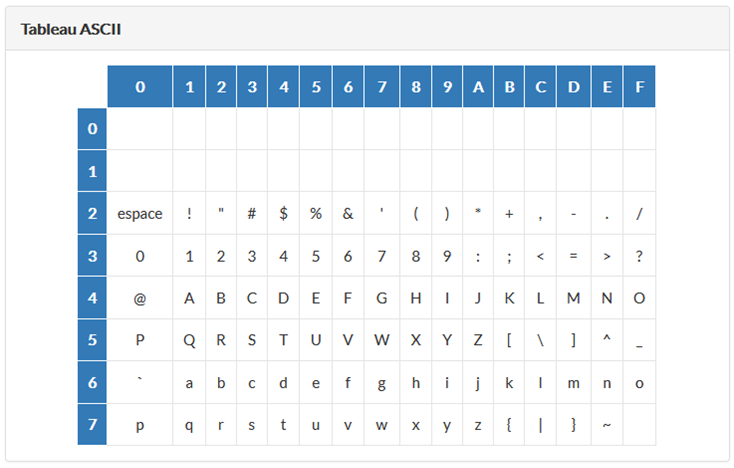 Tableau ASCII
0 1 2 3 4 5 6 7 8 9 A B C D E F
0
1
2 espace ! " # $ % & ' ( ) * + , - . /
3 0 1 2 3 4 5 6 7 8 9 : ; < = > ?
4 @ A B C D E F G H I J K L M N O
5 P Q R S T U V W X Y Z [ \ ] ^ _
6 ` a b c d e f g h i j k l m n o
7 p q r s t u v w x y z { | } ~